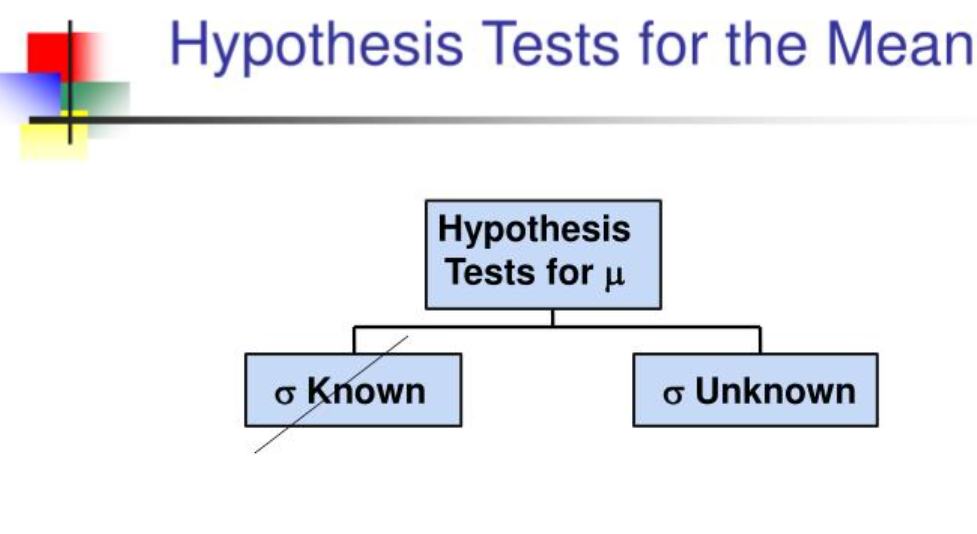 Hypothesis Tests for the Mean
Hypothesis
Tests for μ
σ Known
σ Unknown